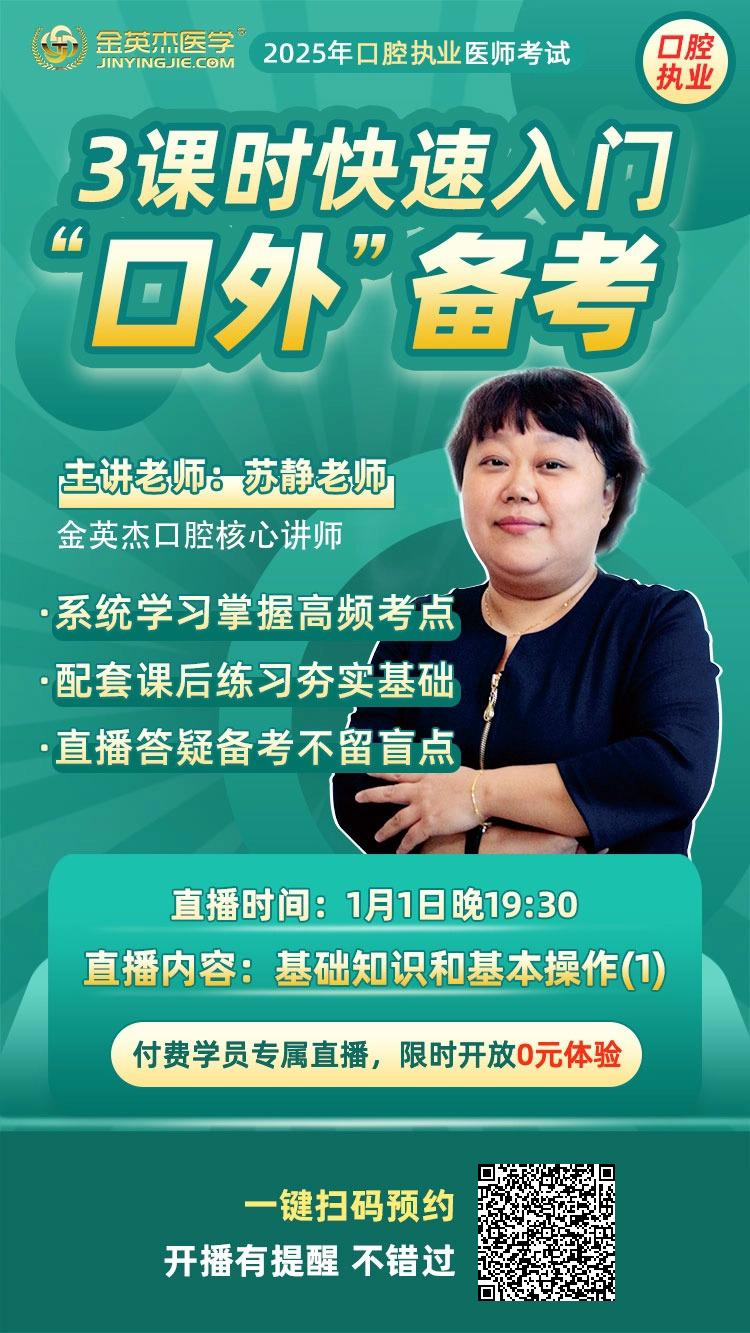 金英杰医学®
JINYINGJIE.COM
2025年口腔执业医师考试
口腔
执业
3课时快速入门
“口外”备考
主讲老师：苏静老师
金英杰口腔核心讲师
·系统学习掌握高频考点
·配套课后练习夯实基础
·直播答疑备考不留盲点
直播时间：1月1日晚19:30
直播内容：基础知识和基本操作(1)
付费学员专属直播，限时开放0元体验
一键扫码预约
开播有提醒 不错过